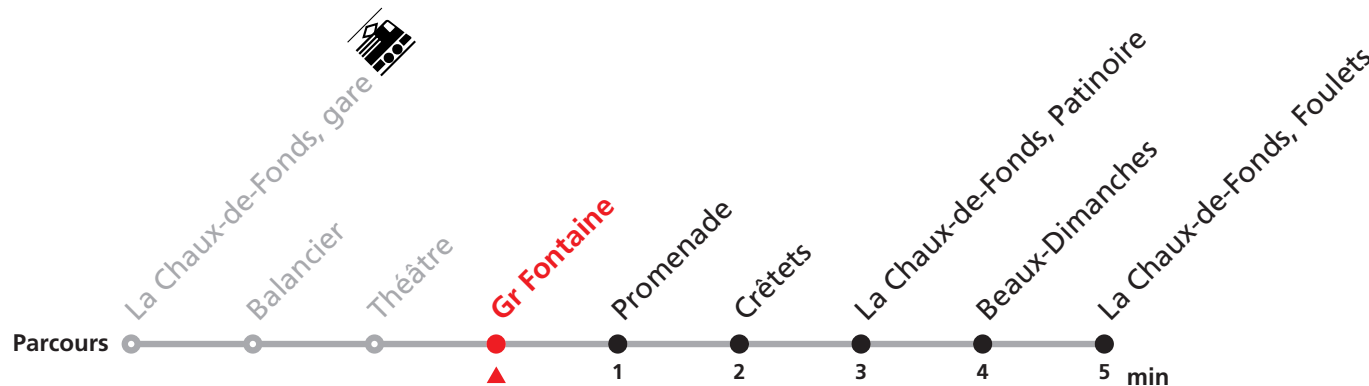 La Chaux-de-Fonds, gare
Balancier
Théâtre
Gr Fontaine
Promenade
Crêtets
La Chaux-de-Fonds, Patinoire
Beaux-Dimanches
La Chaux-de-Fonds, Foulets
Parcours
1 2 3 4 5 min